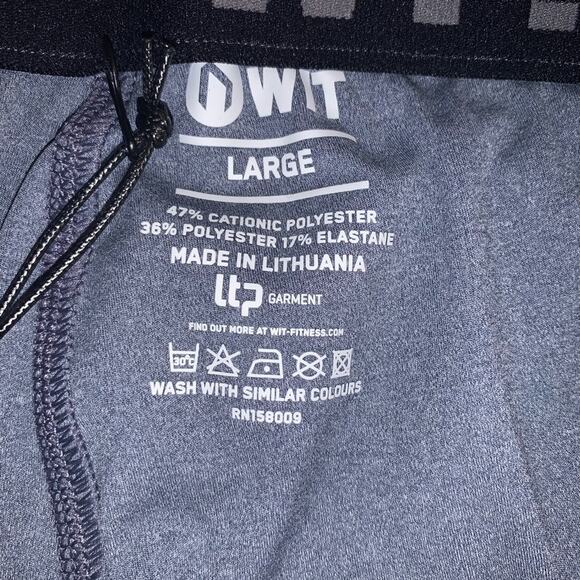 WIT
LARGE
47% CATIONIC POLYESTER
36% POLYESTER 17% ELASTANE
MADE IN LITHUANIA
ltp GARMENT
FIND OUT MORE AT WIT-FITNESS.COM
30°C
WASH WITH SIMILAR COLOURS
RN158009